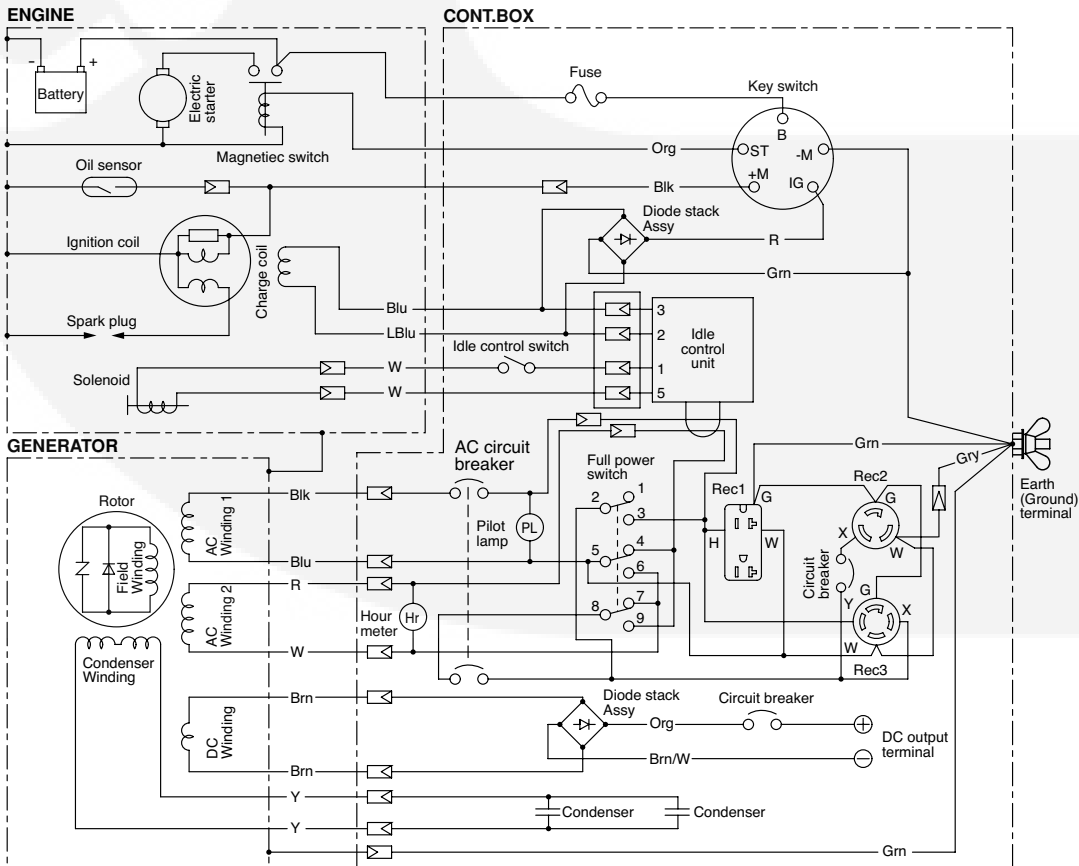 ENGINE
CONT.BOX
Battery
-
+
Electric
starter
Magnetiec switch
Fuse
Key switch
B
ST
-M
+M
IG
Org
Oil sensor
Blk
Diode stack
Assy
R
Grn
Ignition coil
Charge coil
Spark plug
Blu
LBlu
Idle control switch
3
2
1
5
Idle
control
unit
Solenoid
W
W
GENERATOR
AC circuit
breaker
Full power
switch
Grn
Gry
Earth
(Ground)
terminal
Rotor
Field
Winding
AC
Winding 1
Blk
Blu
Pilot
lamp
PL
2
1
3
4
5
6
7
8
9
Rec1
G
H
W
Rec2
G
X
W
Circuit
breaker
G
Y
X
W
Rec3
AC
Winding 2
R
W
Hour
meter
Hr
Condenser
Winding
DC
Winding
Brn
Brn
Diode stack
Assy
Org
Brn/W
Circuit breaker
+
−
DC output
terminal
Y
Y
Condenser
Condenser
Grn